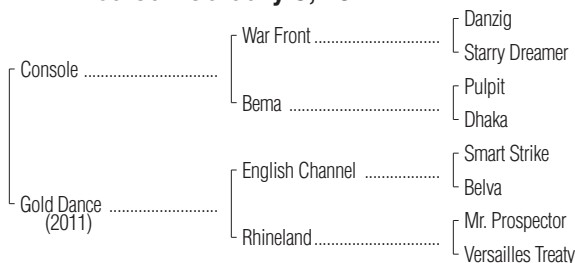 Danzig
War Front
Starry Dreamer
Console
Pulpit
Bema
Dhaka
Smart Strike
English Channel
Belva
Gold Dance
(2011)
Mr. Prospector
Rhineland
Versailles Treaty